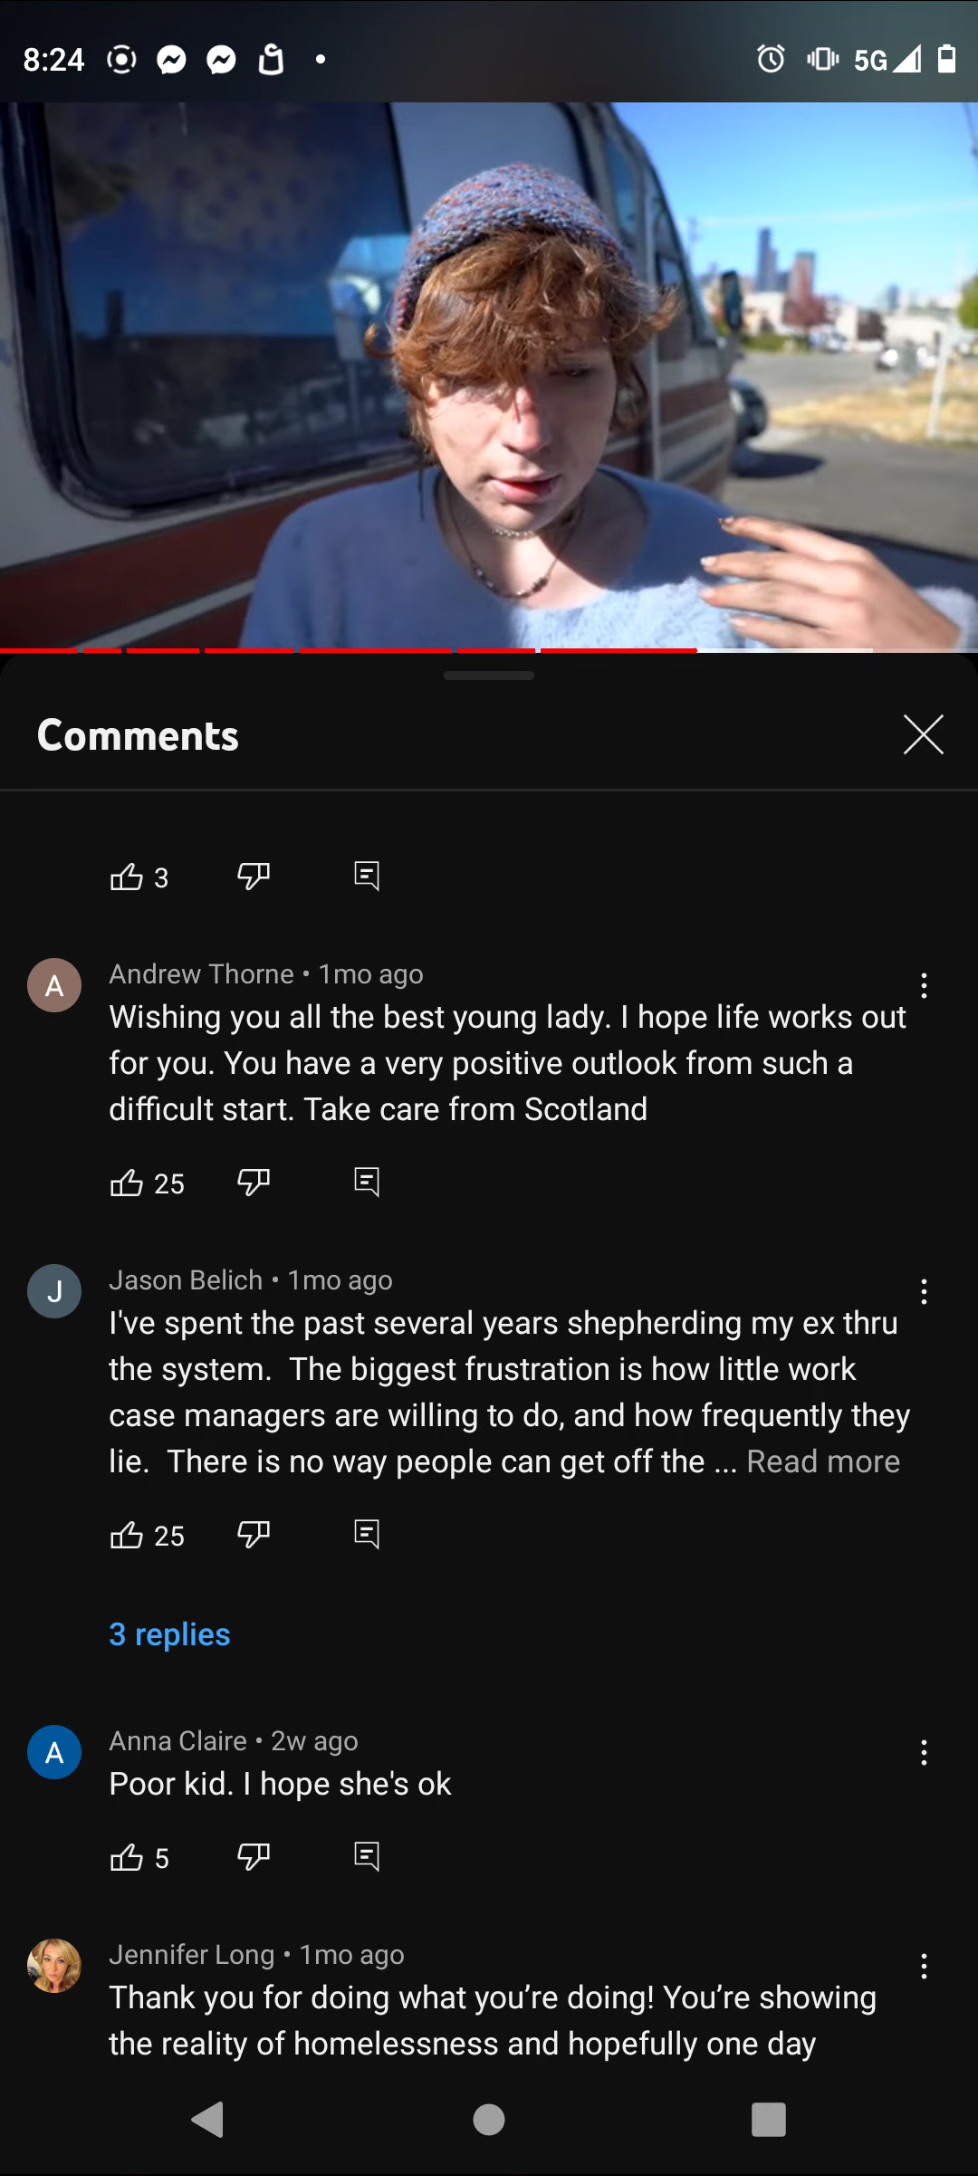 8:24
5G
Comments
3
A
Andrew Thorne • 1mo ago
Wishing you all the best young lady. I hope life works out
for you. You have a very positive outlook from such a
difficult start. Take care from Scotland
25
J
Jason Belich • 1mo ago
I've spent the past several years shepherding my ex thru
the system.  The biggest frustration is how little work
case managers are willing to do, and how frequently they
lie.  There is no way people can get off the ... Read more
25
3 replies
A
Anna Claire • 2w ago
Poor kid. I hope she's ok
5
Jennifer Long • 1mo ago
Thank you for doing what you’re doing! You’re showing
the reality of homelessness and hopefully one day